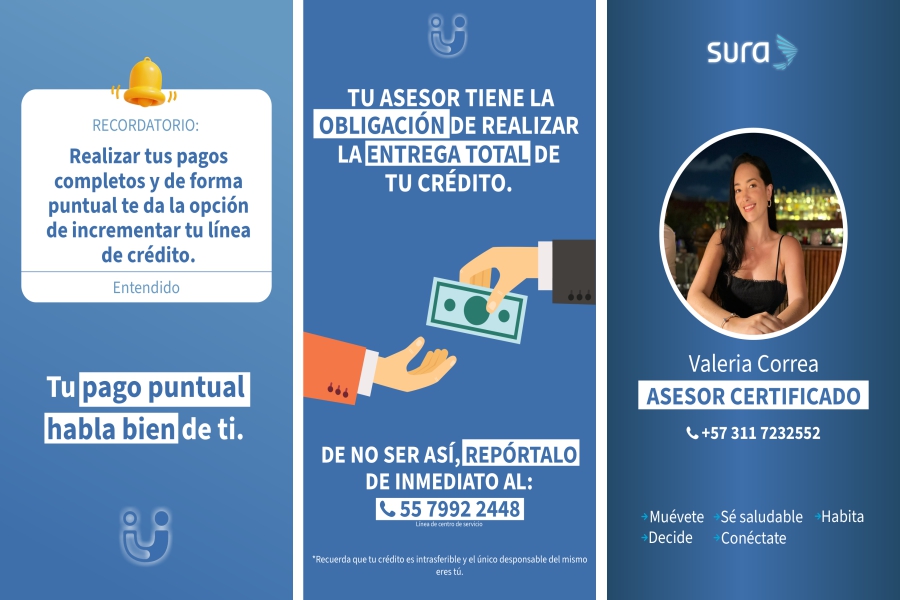 RECORDATORIO:
Realizar tus pagos
completos y de forma
puntual te da la opción
de incrementar tu línea
de crédito.
Entendido
Tu pago puntual
habla bien de ti.
TU ASESOR TIENE LA
OBLIGACIÓN DE REALIZAR
LA ENTREGA TOTAL DE
TU CRÉDITO.
DE NO SER ASÍ, REPÓRTALO
DE INMEDIATO AL:
55 7992 2448
Línea de centro de servicio
*Recuerda que tu crédito es intrasferible y el único desponsable del mismo
eres tú.
sura
Valeria Correa
ASESOR CERTIFICADO
+57 311 7232552
Muévete Sé saludable Habita
Decide Conéctate